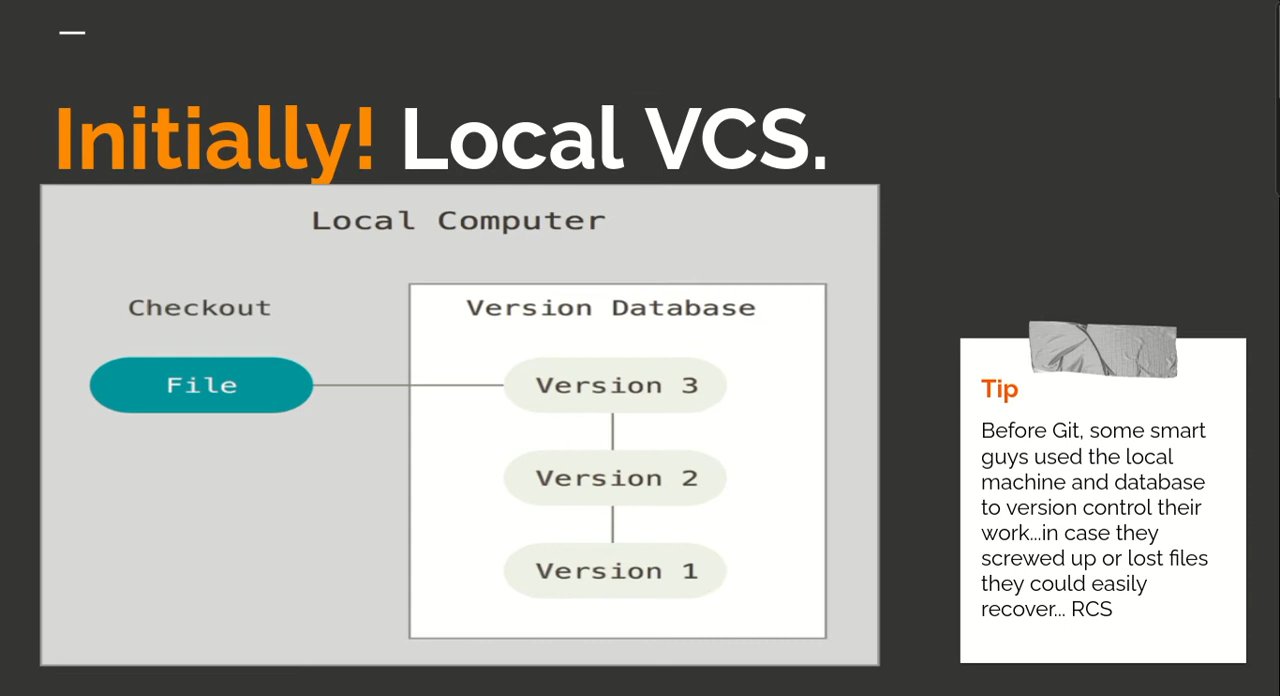 Initially! Local VCS.
Local Computer
Checkout
Version Database
File
Version 3
Version 2
Version 1
Tip
Before Git, some smart
guys used the local
machine and database
to version control their
work...in case they
screwed up or lost files
they could easily
recover... RCS